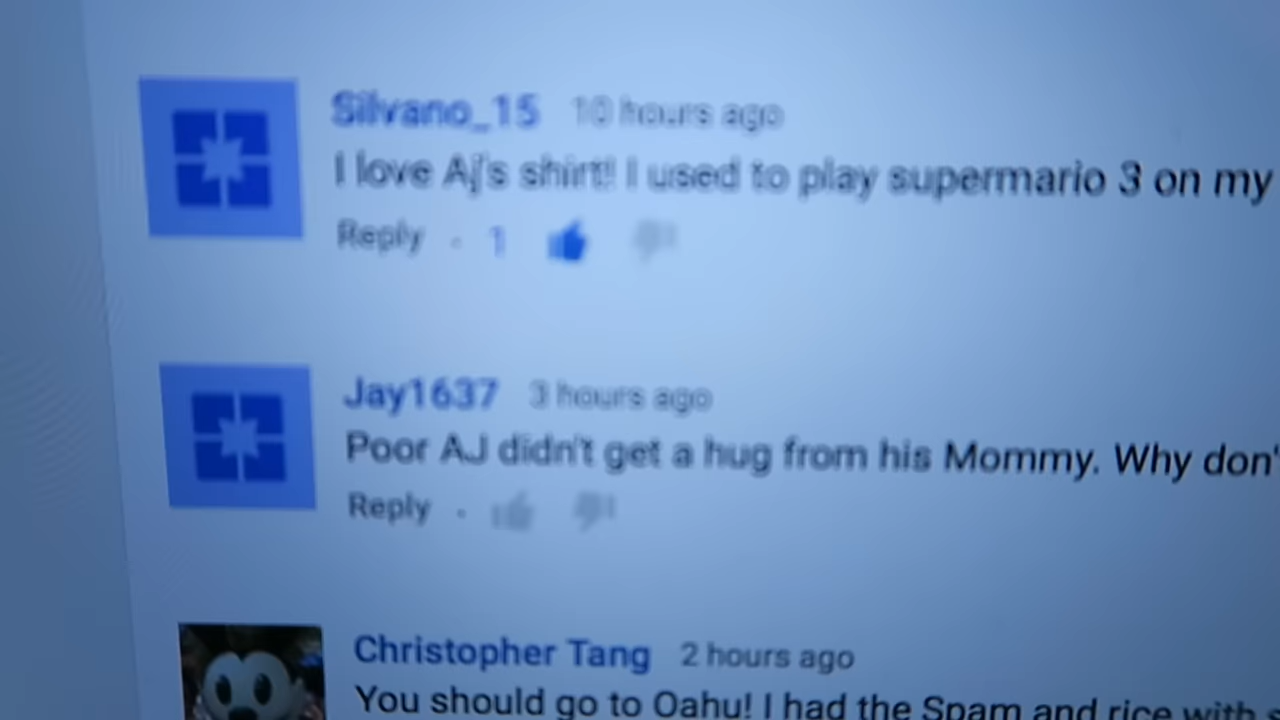 Silvano_15 10 hours ago
I love Aj's shirt! I used to play supermario 3 on my
Reply · 1
Jay1637 3 hours ago
Poor AJ didn't get a hug from his Mommy. Why don'
Reply ·
Christopher Tang 2 hours ago
You should go to Oahu! I had the Spam and rice with